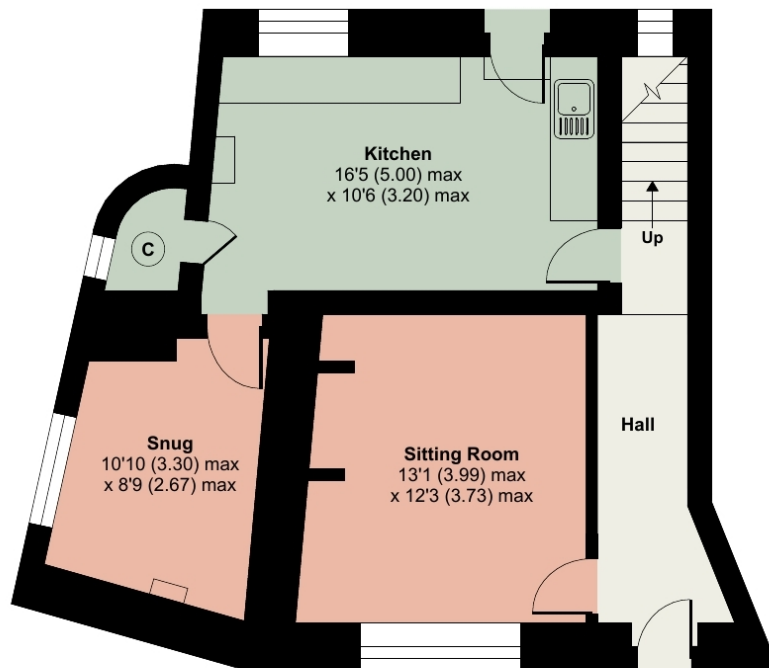 Kitchen
16'5 (5.00) max
x 10'6 (3.20) max
C
Up
Hall
Snug
10'10 (3.30) max
x 8'9 (2.67) max
Sitting Room
13'1 (3.99) max
x 12'3 (3.73) max